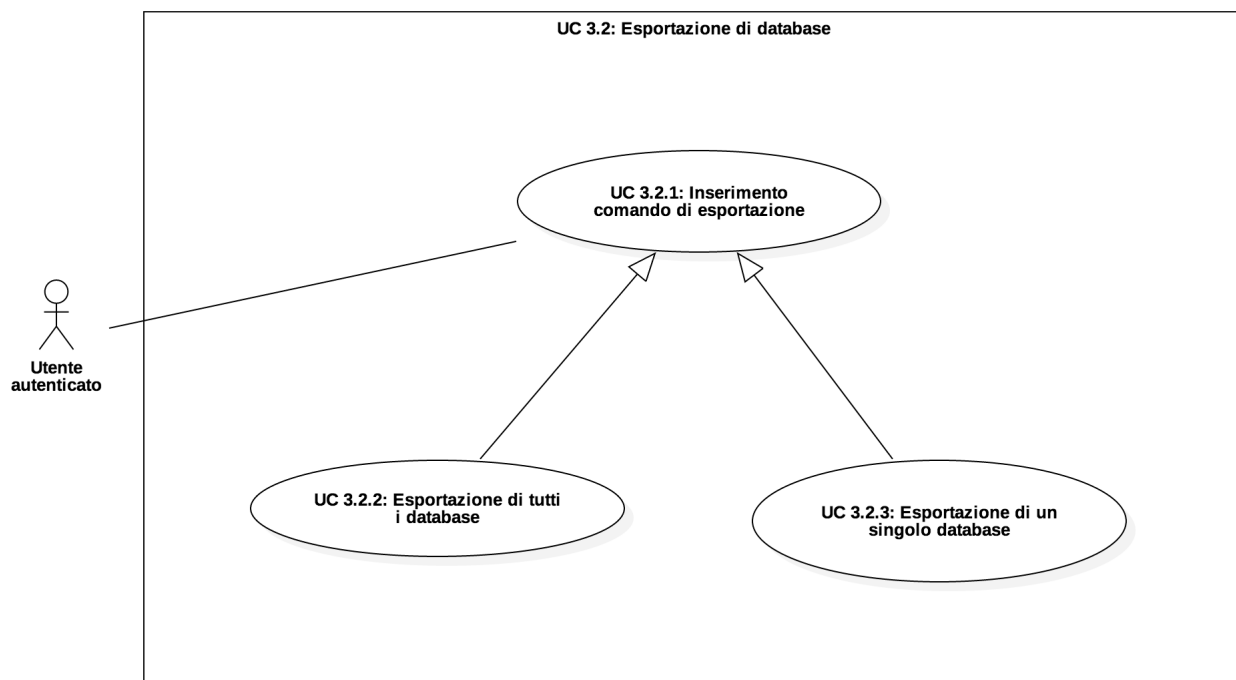 UC 3.2: Esportazione di database
UC 3.2.1: Inserimento
comando di esportazione
Utente
autenticato
UC 3.2.2: Esportazione di tutti
i database
UC 3.2.3: Esportazione di un
singolo database